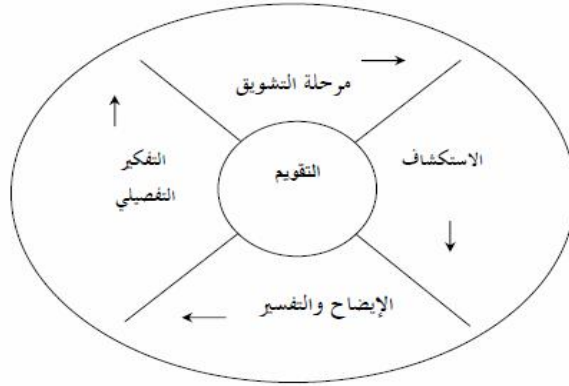 مرحلة التشويق
الاستكشاف
التقويم
التفكير
التفصيلي
الإيضاح والتفسير